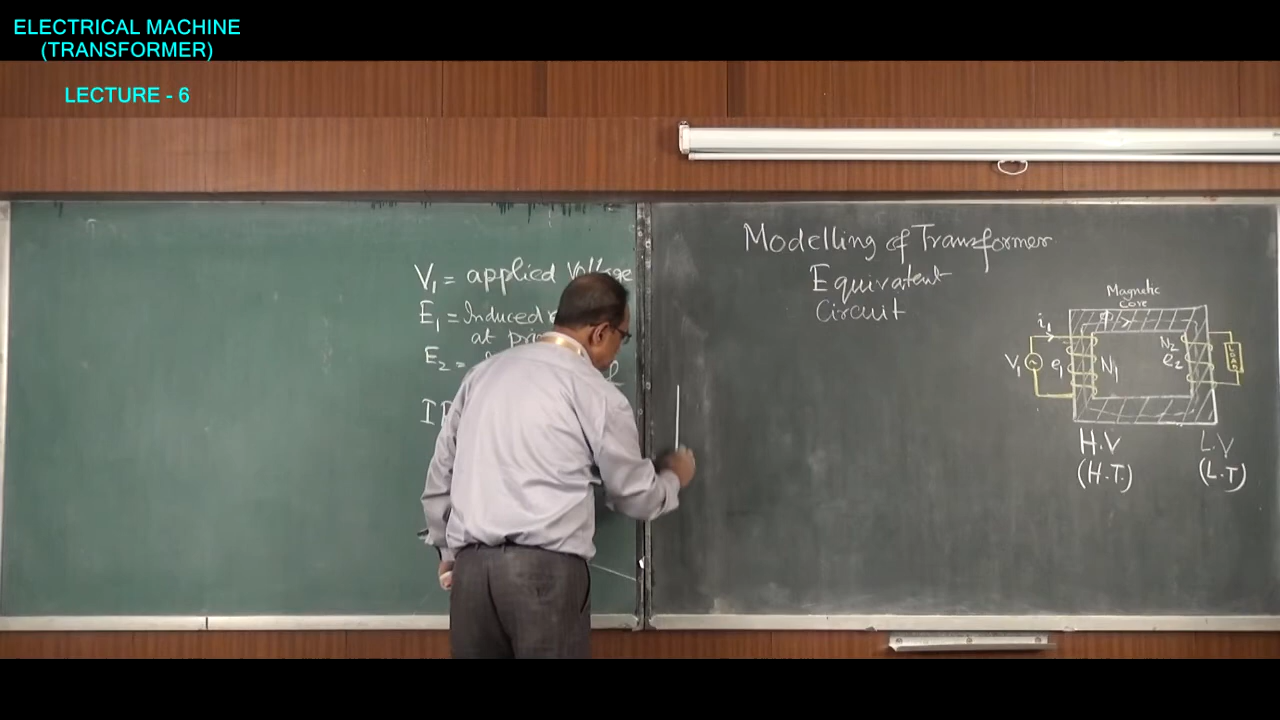 ELECTRICAL MACHINE
(TRANSFORMER)
LECTURE - 6
V₁ = applied Voltage
E₁ = Induced
at
E₂ =
Modelling of Transformer
Equivalent
Circuit
Magnetic
Core
i₁
Φ
V₁
e₁
N₁
N₂
e₂
LOAD
H.V
(H.T.)
L.V
(L.T)